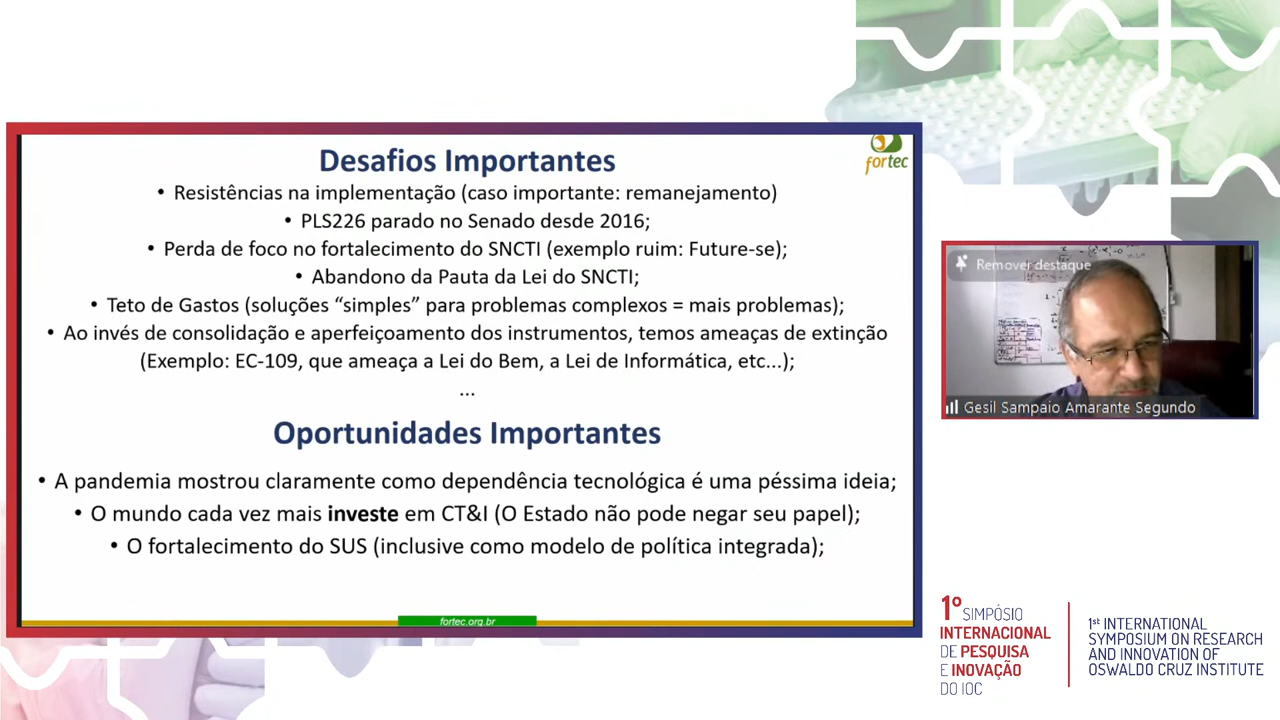 Desafios Importantes
fortec
• Resistências na implementação (caso importante: remanejamento)
• PLS226 parado no Senado desde 2016;
• Perda de foco no fortalecimento do SNCTI (exemplo ruim: Future-se);
• Abandono da Pauta da Lei do SNCTI;
• Teto de Gastos (soluções “simples” para problemas complexos = mais problemas);
• Ao invés de consolidação e aperfeiçoamento dos instrumentos, temos ameaças de extinção
(Exemplo: EC-109, que ameaça a Lei do Bem, a Lei de Informática, etc...);
...
Oportunidades Importantes
• A pandemia mostrou claramente como dependência tecnológica é uma péssima ideia;
• O mundo cada vez mais investe em CT&I (O Estado não pode negar seu papel);
• O fortalecimento do SUS (inclusive como modelo de política integrada);
fortec.org.br
Remover destaque
Gesil Sampaio Amarante Segundo
1º SIMPÓSIO
INTERNACIONAL
DE PESQUISA
E INOVAÇÃO
DO IOC
1st INTERNATIONAL
SYMPOSIUM ON RESEARCH
AND INNOVATION OF
OSWALDO CRUZ INSTITUTE